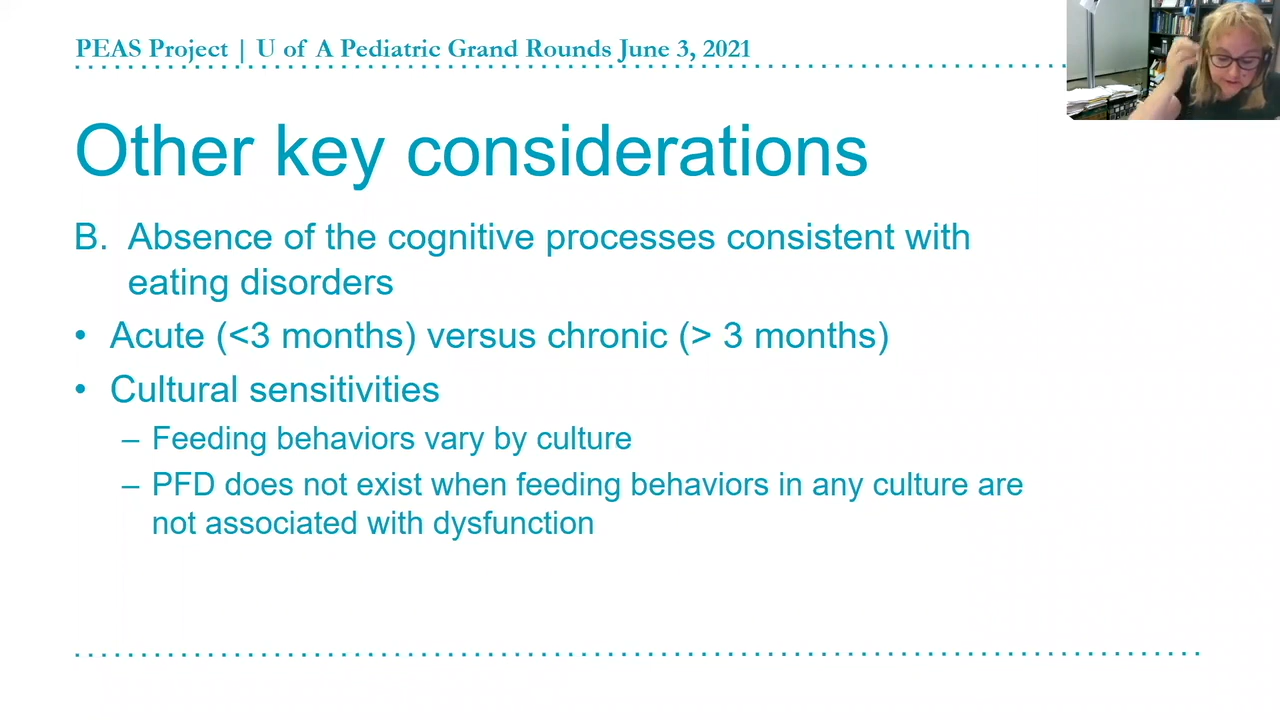 PEAS Project | U of A Pediatric Grand Rounds June 3, 2021
Other key considerations
B. Absence of the cognitive processes consistent with
eating disorders
• Acute (<3 months) versus chronic (> 3 months)
• Cultural sensitivities
– Feeding behaviors vary by culture
– PFD does not exist when feeding behaviors in any culture are
not associated with dysfunction